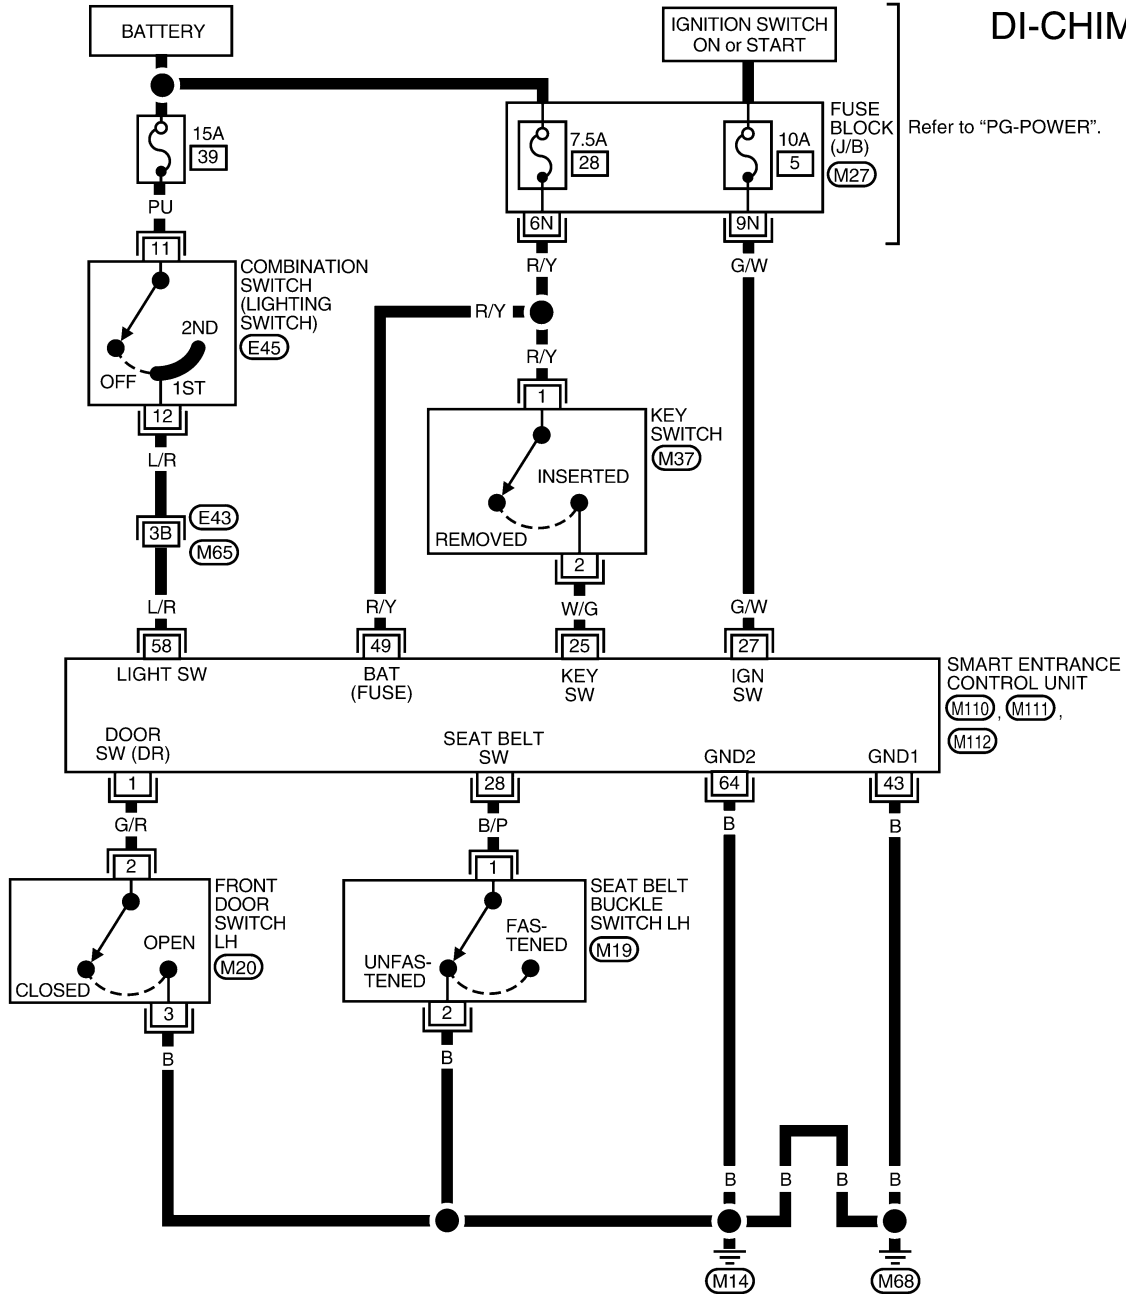 DI-CHIM
BATTERY
IGNITION SWITCH
ON or START
15A
39
7.5A
28
10A
5
FUSE
BLOCK
(J/B)
M27
Refer to “PG-POWER”.
PU
6N
9N
11
R/Y
G/W
COMBINATION
SWITCH
(LIGHTING
SWITCH)
E45
2ND
OFF
1ST
R/Y
R/Y
12
1
KEY
SWITCH
M37
L/R
INSERTED
REMOVED
3B
E43
M65
2
L/R
R/Y
W/G
G/W
58
49
25
27
LIGHT SW
BAT
(FUSE)
KEY
SW
IGN
SW
SMART ENTRANCE
CONTROL UNIT
M110 , M111 ,
M112
DOOR
SW (DR)
SEAT BELT
SW
GND2
GND1
1
28
64
43
G/R
B/P
B
B
2
1
FRONT
DOOR
SWITCH
LH
M20
OPEN
CLOSED
SEAT BELT
BUCKLE
SWITCH LH
M19
FAS-
TENED
UNFAS-
TENED
3
2
B
B
B
B
B
B
M14
M68